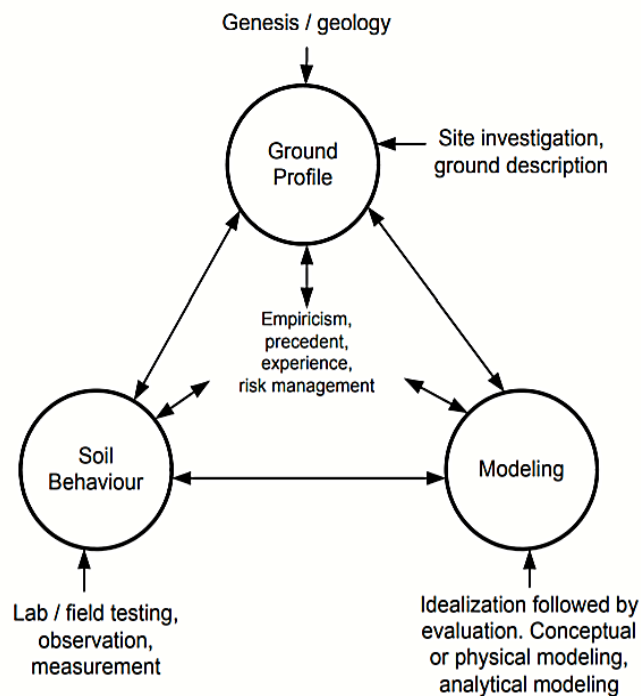 Genesis / geology
Ground
Profile
Site investigation,
ground description
Empiricism,
precedent,
experience,
risk management
Soil
Behaviour
Modeling
Lab / field testing,
observation,
measurement
Idealization followed by
evaluation. Conceptual
or physical modeling,
analytical modeling